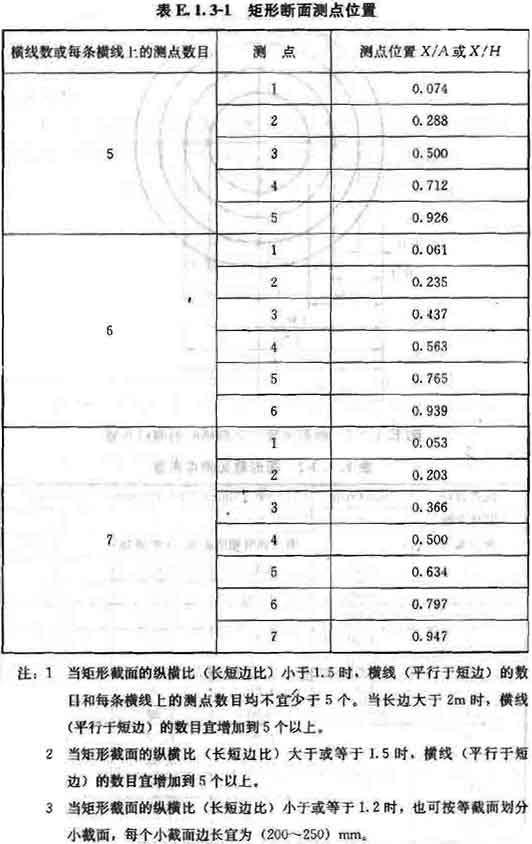 表 E.1.3-1 矩形断面测点位置
横线数或每条横线上的测点数目 测 点 测点位置 X/A 或 X/H
5
1 0.074
2 0.288
3 0.500
4 0.712
5 0.926
6
1 0.061
2 0.235
3 0.437
4 0.563
5 0.765
6 0.939
7
1 0.053
2 0.203
3 0.366
4 0.500
5 0.634
6 0.797
7 0.947
注：1 当矩形截面的纵横比（长短边比）小于 1.5 时，横线（平行于短边）的数
目和每条横线上的测点数目均不宜少于 5 个。当长边大于 2m 时，横线
（平行于短边）的数目宜增加到 5 个以上。
2 当矩形截面的纵横比（长短边比）大于或等于 1.5 时，横线（平行于短
边）的数目宜增加到 5 个以上。
3 当矩形截面的纵横比（长短边比）小于或等于 1.2 时，也可按等截面划分
小截面，每个小截面边长宜为（200～250）mm。